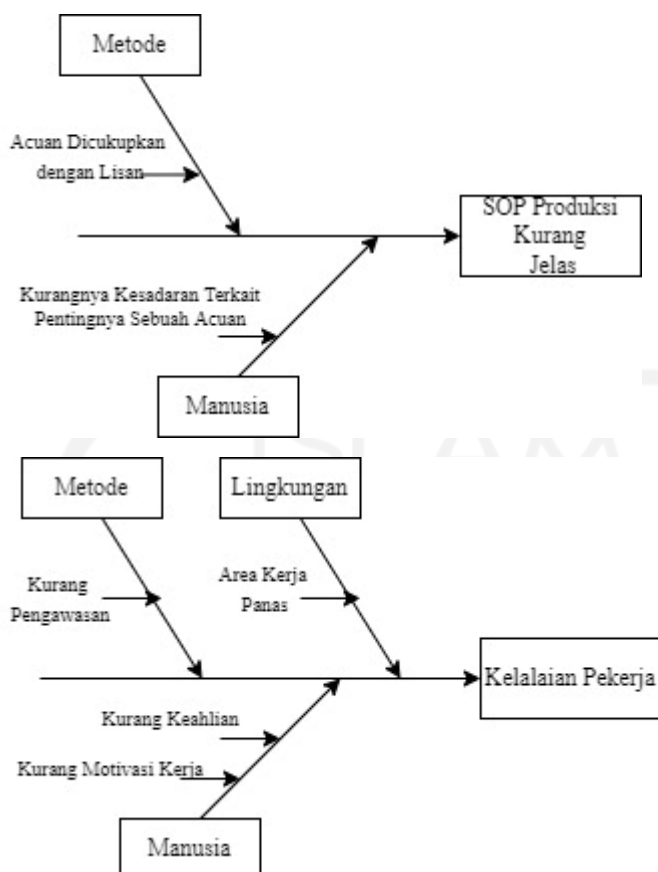 Metode
Acuan Dicukupkan
dengan Lisan
SOP Produksi
Kurang
Jelas
Kurangnya Kesadaran Terkait
Pentingnya Sebuah Acuan
Manusia
ISLAM
Metode
Lingkungan
Kurang
Pengawasan
Area Kerja
Panas
Kelalaian Pekerja
Kurang Keahlian
Kurang Motivasi Kerja
Manusia